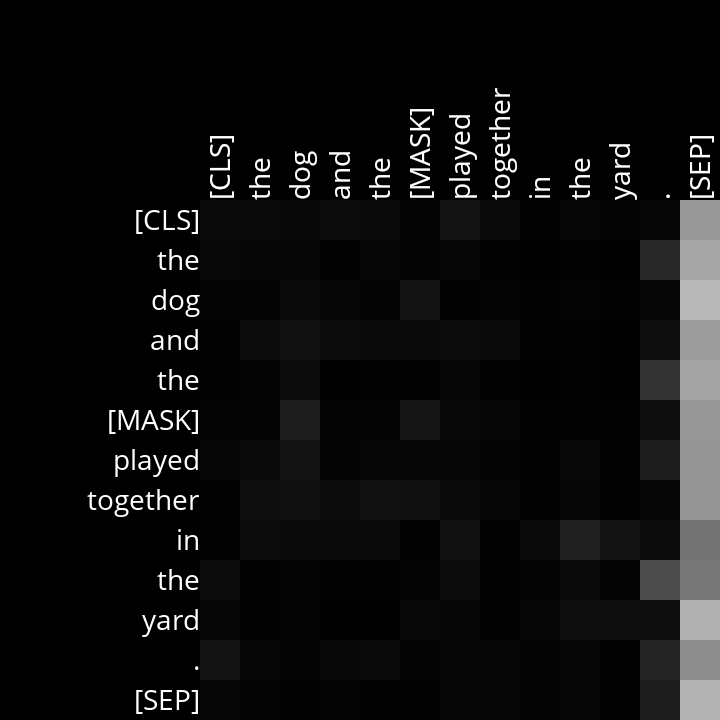 [CLS] the dog and the [MASK] played together in the yard . [SEP]
[CLS]
the
dog
and
the
[MASK]
played
together
in
the
yard
.
[SEP]